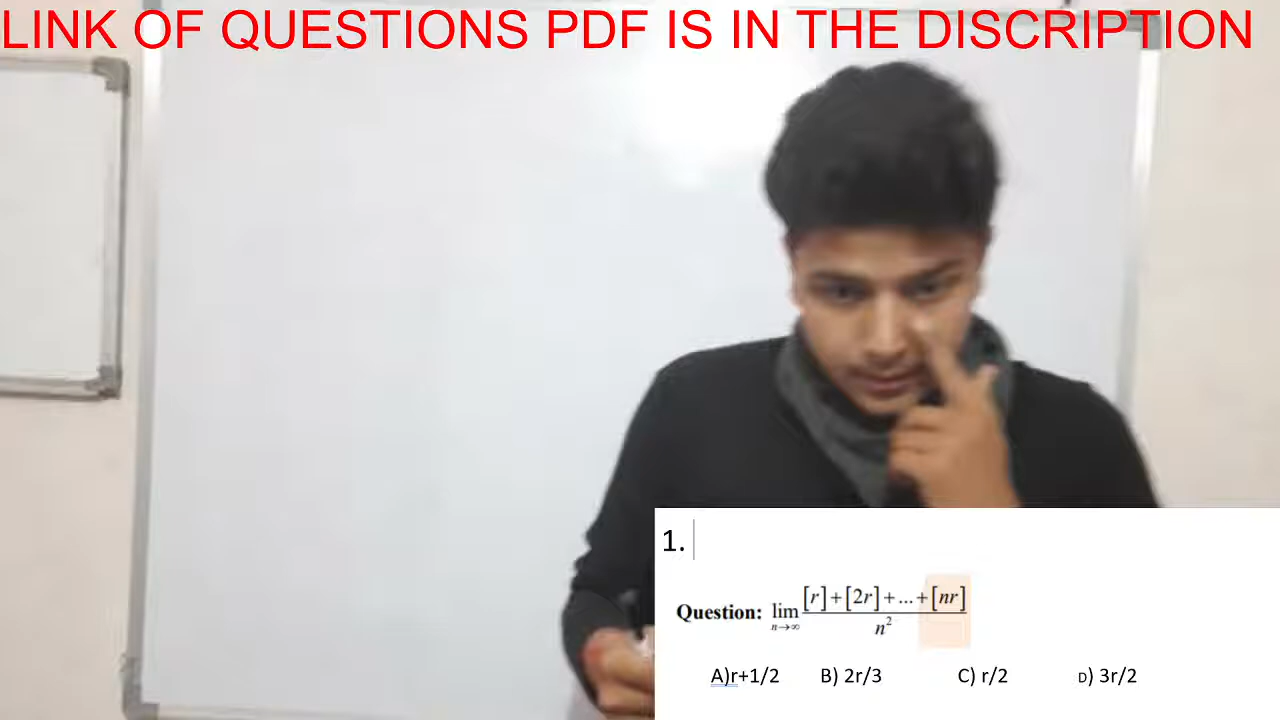 LINK OF QUESTIONS PDF IS IN THE DISCRIPTION
1.
Question: lim n→∞ [r]+[2r]+...+[nr] / n²
A)r+1/2 B) 2r/3 C) r/2 D) 3r/2